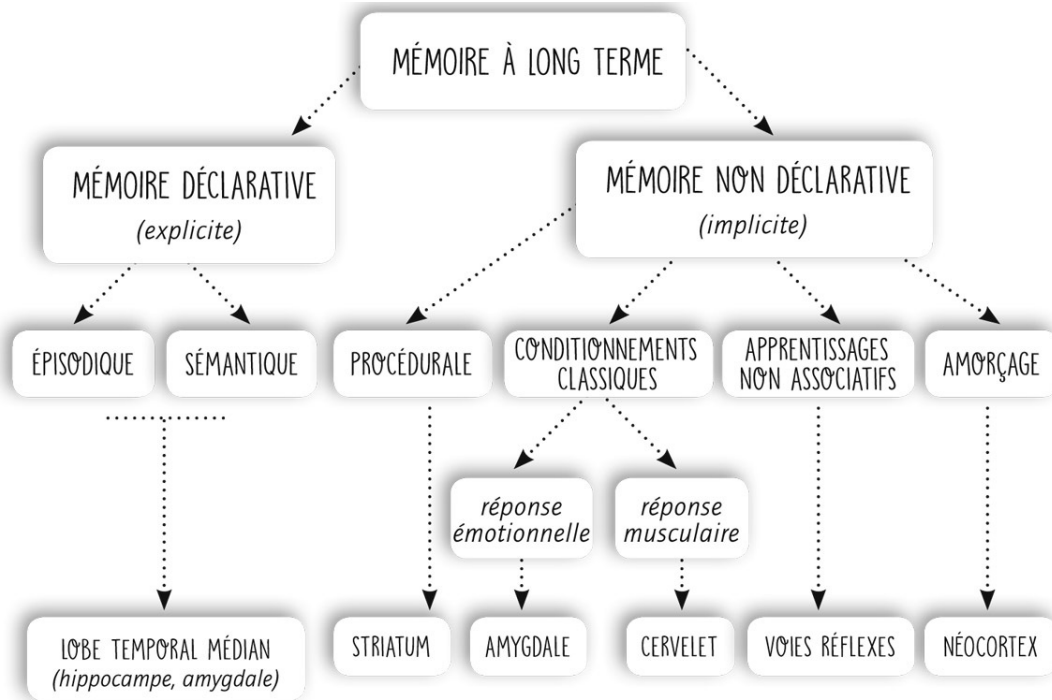 MÉMOIRE À LONG TERME
MÉMOIRE DÉCLARATIVE
(explicite)
MÉMOIRE NON DÉCLARATIVE
(implicite)
ÉPISODIQUE
SÉMANTIQUE
PROCÉDURALE
CONDITIONNEMENTS
CLASSIQUES
APPRENTISSAGES
NON ASSOCIATIFS
AMORÇAGE
réponse
émotionnelle
réponse
musculaire
LOBE TEMPORAL MÉDIAN
(hippocampe, amygdale)
STRIATUM
AMYGDALE
CERVELET
VOIES RÉFLEXES
NÉOCORTEX